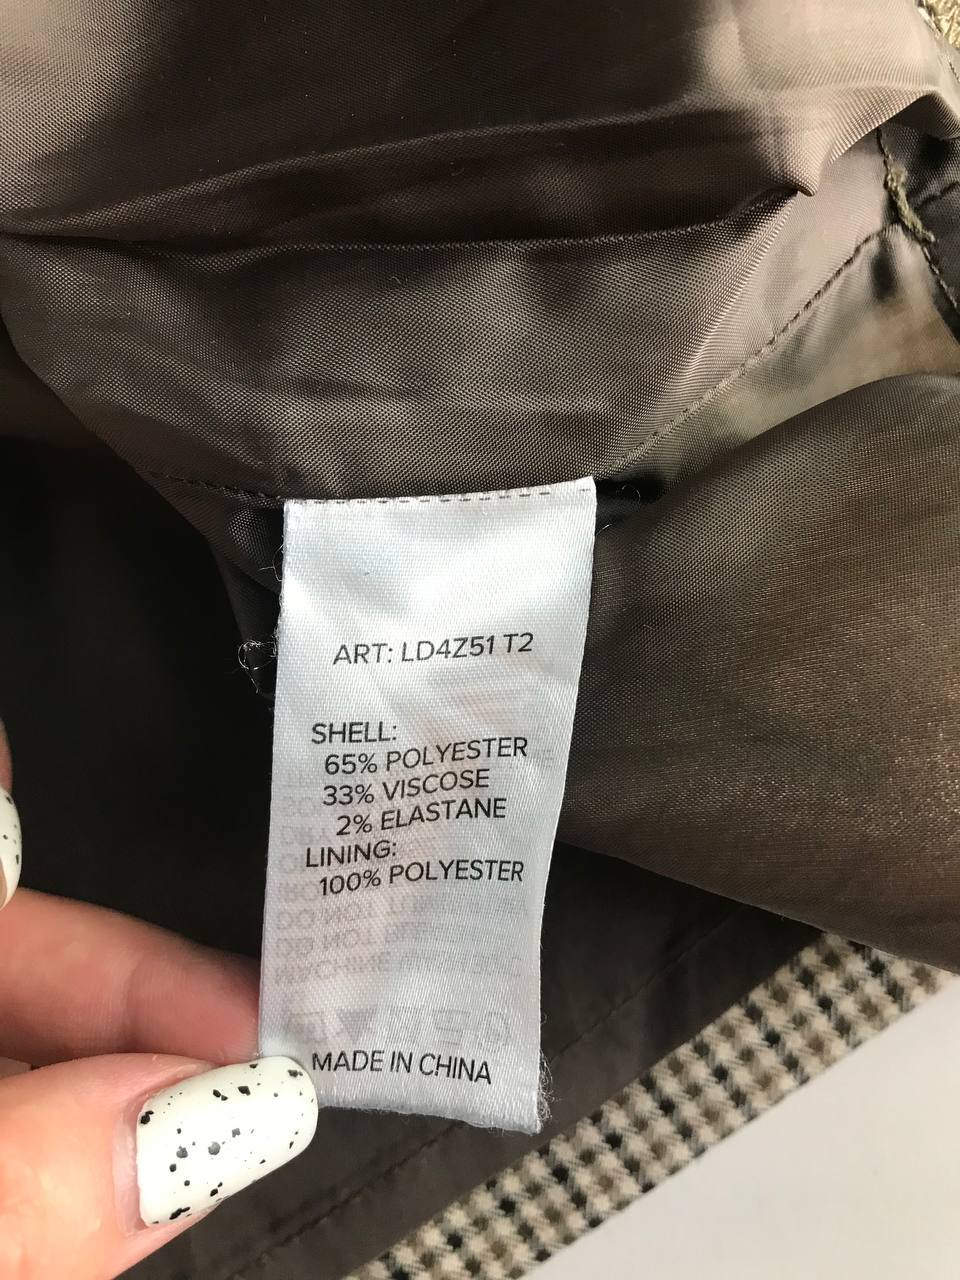 ART: LD4Z51 T2
SHELL:
65% POLYESTER
33% VISCOSE
2% ELASTANE
LINING:
100% POLYESTER
MADE IN CHINA